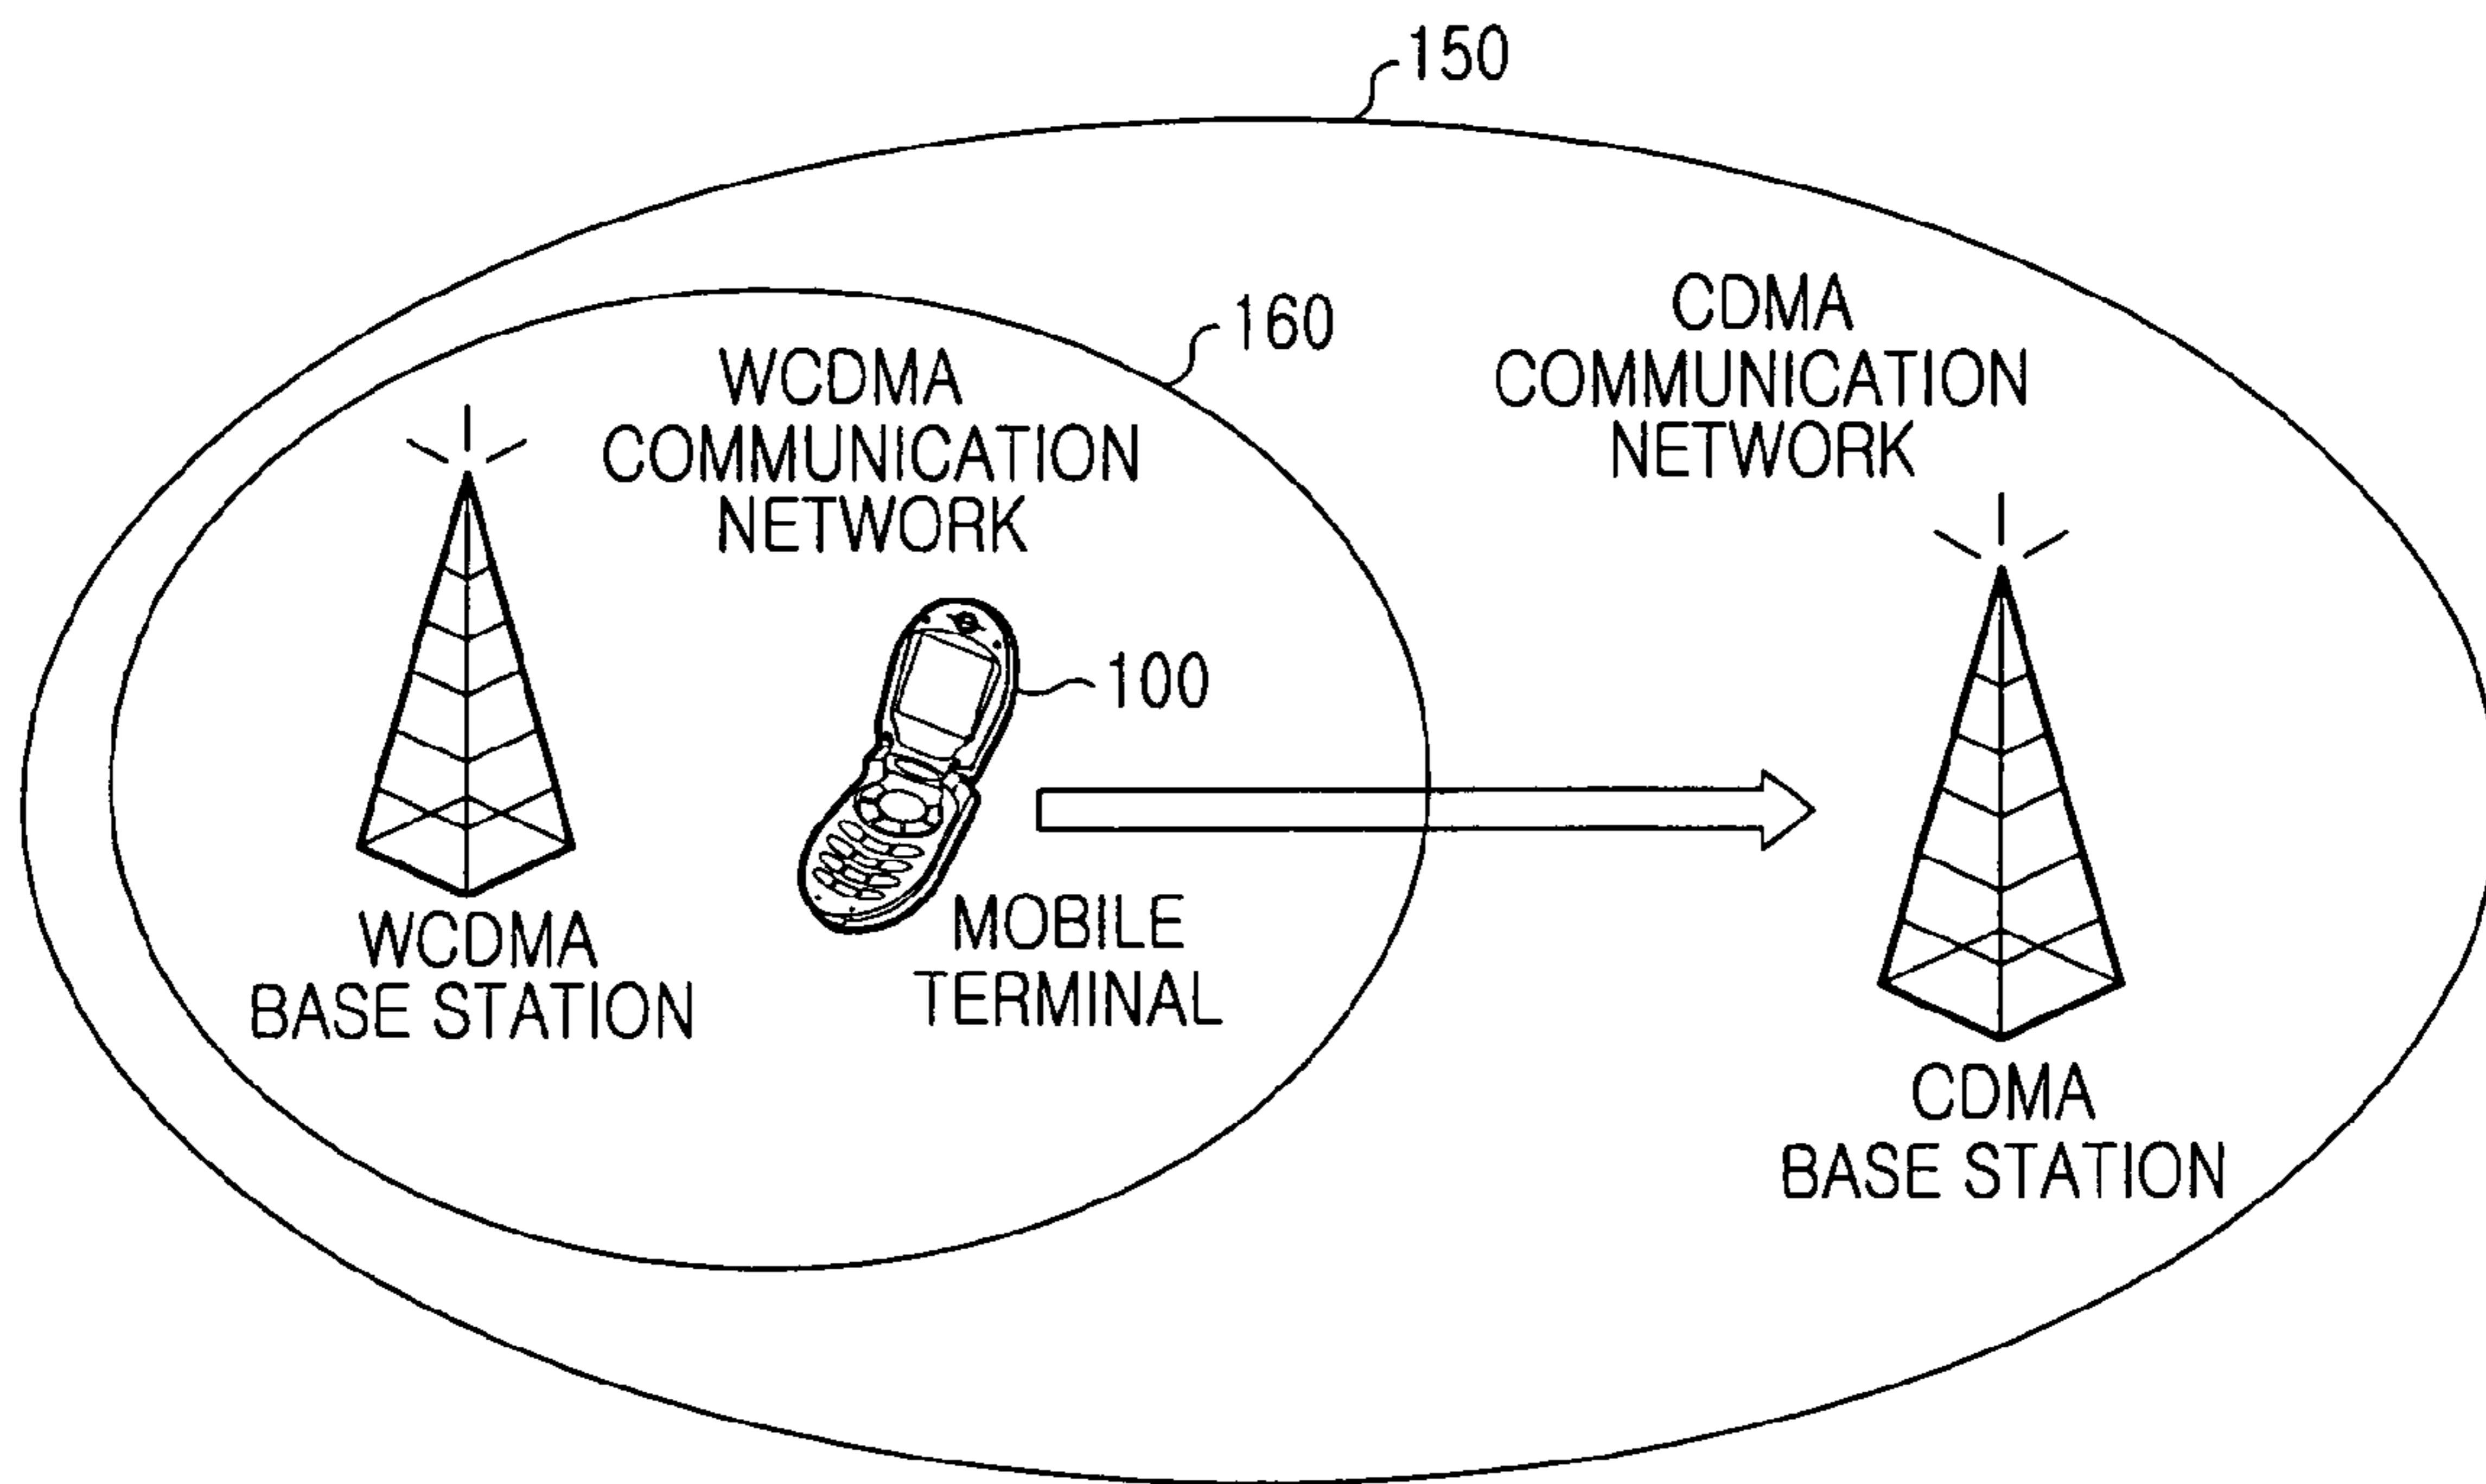 150
160
WCDMA
COMMUNICATION
NETWORK
CDMA
COMMUNICATION
NETWORK
100
MOBILE
TERMINAL
WCDMA
BASE STATION
CDMA
BASE STATION